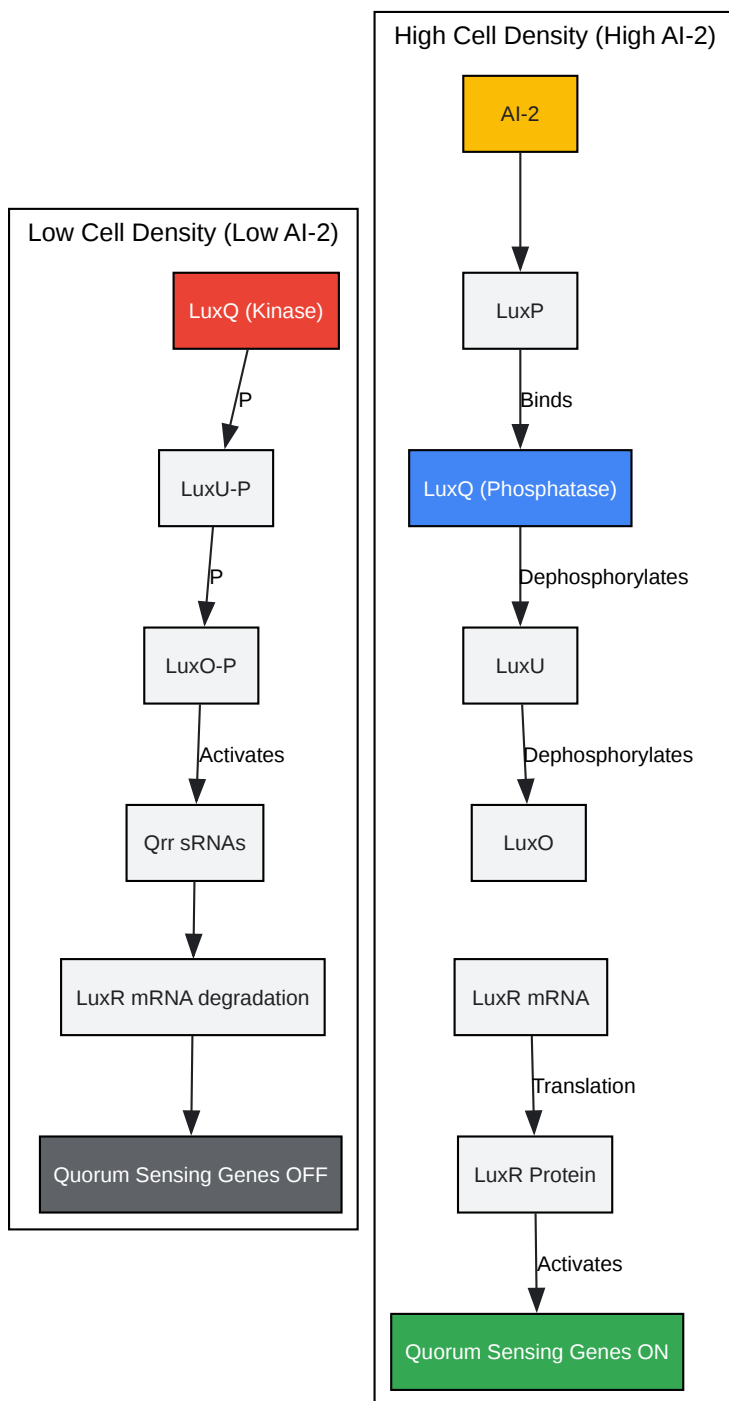 Low Cell Density (Low AI-2)
LuxQ (Kinase)
P
LuxU-P
P
LuxO-P
Activates
Qrr sRNAs
LuxR mRNA degradation
Quorum Sensing Genes OFF
High Cell Density (High AI-2)
AI-2
LuxP
Binds
LuxQ (Phosphatase)
Dephosphorylates
LuxU
Dephosphorylates
LuxO
LuxR mRNA
Translation
LuxR Protein
Activates
Quorum Sensing Genes ON